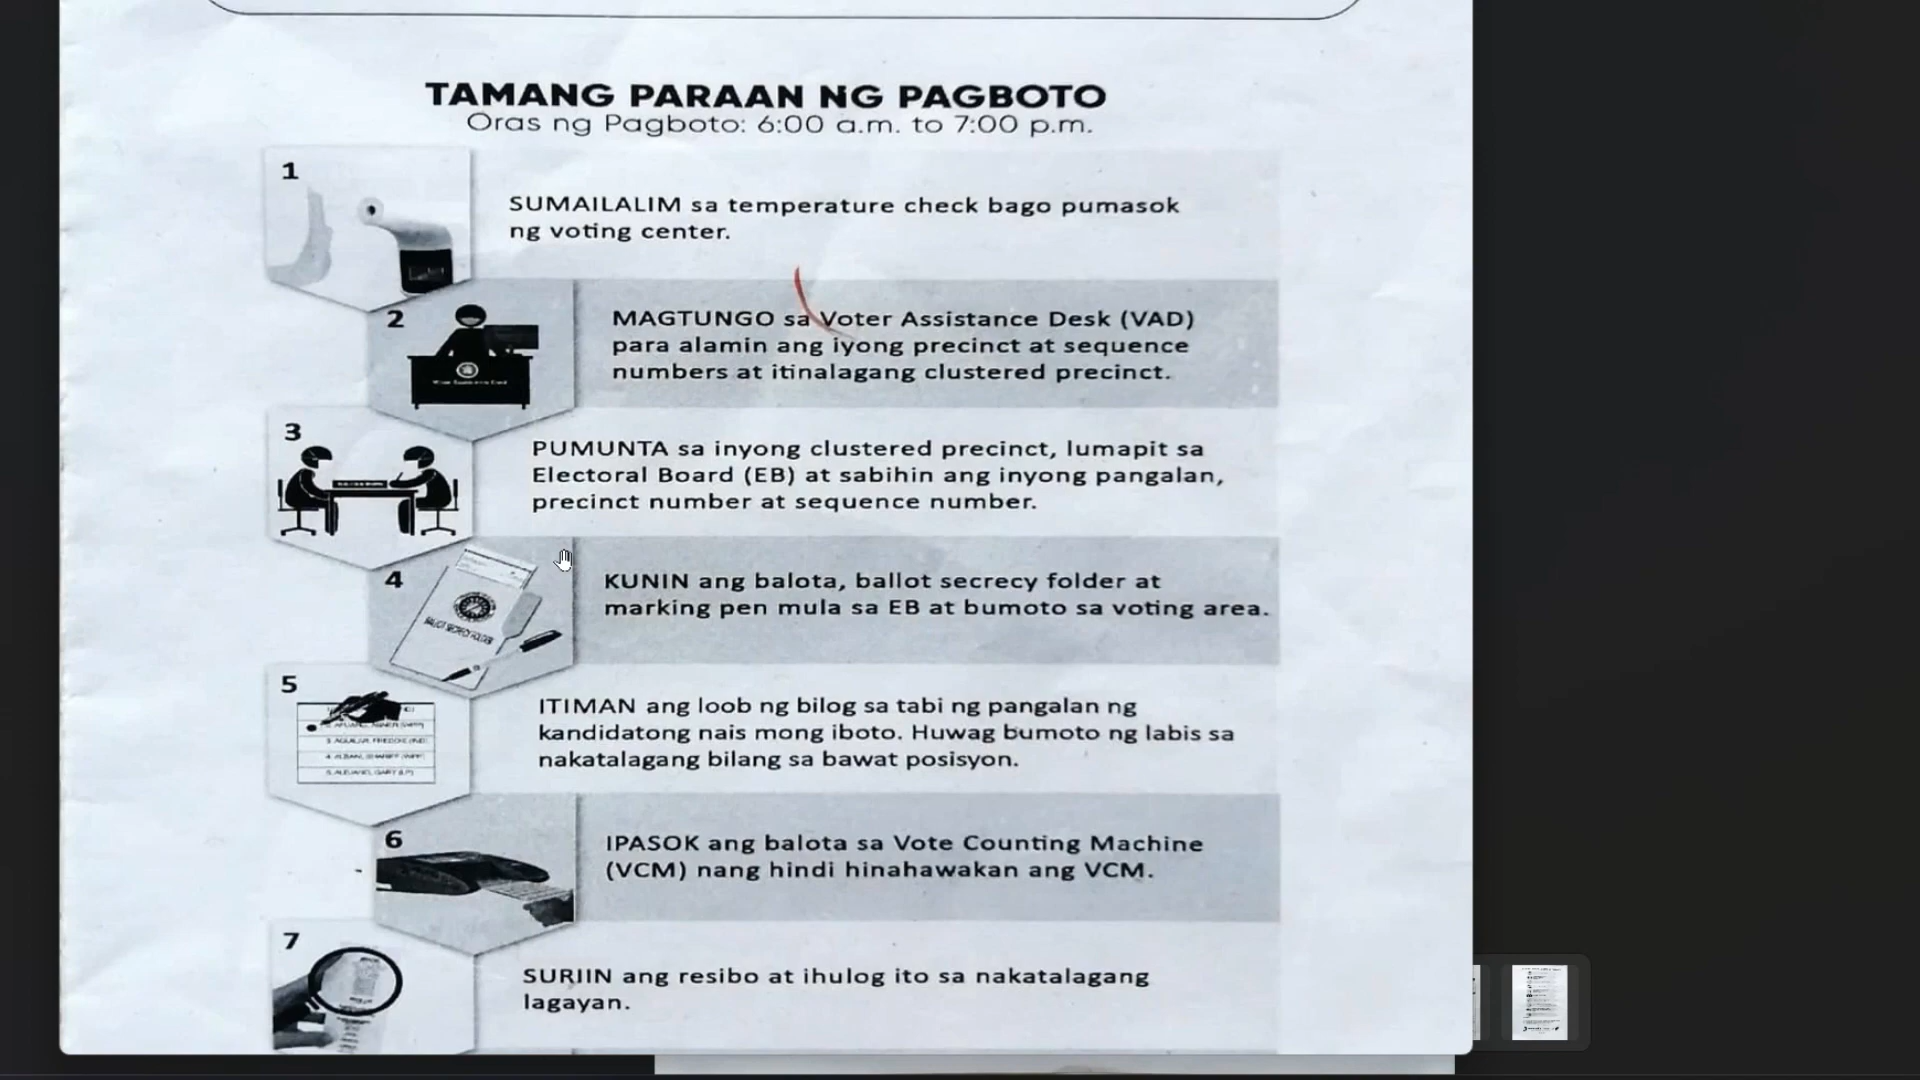 TAMANG PARAAN NG PAGBOTO
Oras ng Pagboto: 6:00 a.m. to 7:00 p.m.
1
SUMAILALIM sa temperature check bago pumasok
ng voting center.
2
MAGTUNGO sa Voter Assistance Desk (VAD)
para alamin ang iyong precinct at sequence
numbers at itinalagang clustered precinct.
3
PUMUNTA sa inyong clustered precinct, lumapit sa
Electoral Board (EB) at sabihin ang inyong pangalan,
precinct number at sequence number.
4
BALLOT SECRECY FOLDER
KUNIN ang balota, ballot secrecy folder at
marking pen mula sa EB at bumoto sa voting area.
5
ITIMAN ang loob ng bilog sa tabi ng pangalan ng
kandidatong nais mong iboto. Huwag bumoto ng labis sa
nakatalagang bilang sa bawat posisyon.
6
IPASOK ang balota sa Vote Counting Machine
(VCM) nang hindi hinahawakan ang VCM.
7
SURIIN ang resibo at ihulog ito sa nakatalagang
lagayan.